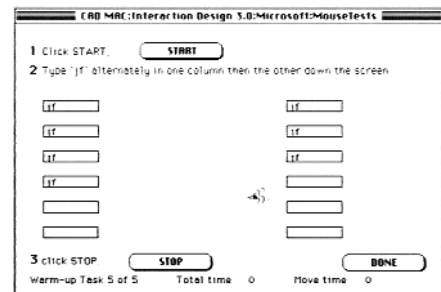 CAD MAC:Interaction Design 3.0:Microsoft:MouseTests
1 Click START. START
2 Type "jf" alternately in one column then the other down the screen
jf jf
jf jf
jf jf
jf
3 click STOP STOP DONE
Warm-up Task 5 of 5 Total time 0 Move time 0